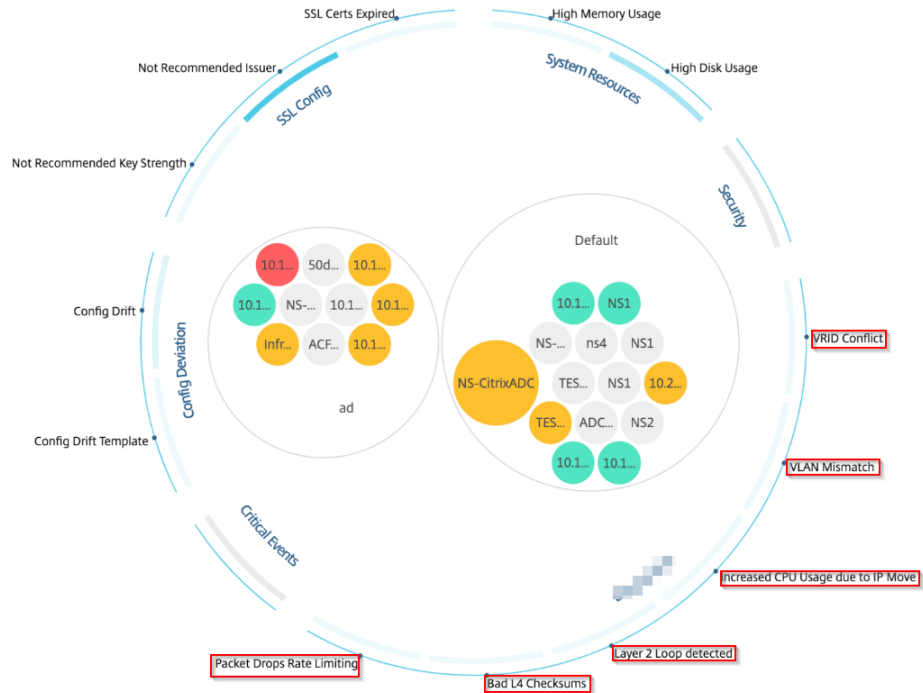 SSL Certs Expired
High Memory Usage
Not Recommended Issuer
High Disk Usage
System Resources
SSL Config
Not Recommended Key Strength
Security
Default
10.1...
50d...
10.1...
10.1...
NS-...
10.1...
10.1...
Infr...
ACF...
10.1...
ad
10.1...
NS1
NS-...
ns4
NS1
NS-CitrixADC
TES...
NS1
10.2...
TES...
ADC...
NS2
10.1...
10.1...
Config Drift
Config Deviation
Config Drift Template
VRID Conflict
VLAN Mismatch
Critical Events
Increased CPU Usage due to IP Move
Layer 2 Loop detected
Packet Drops Rate Limiting
Bad L4 Checksums